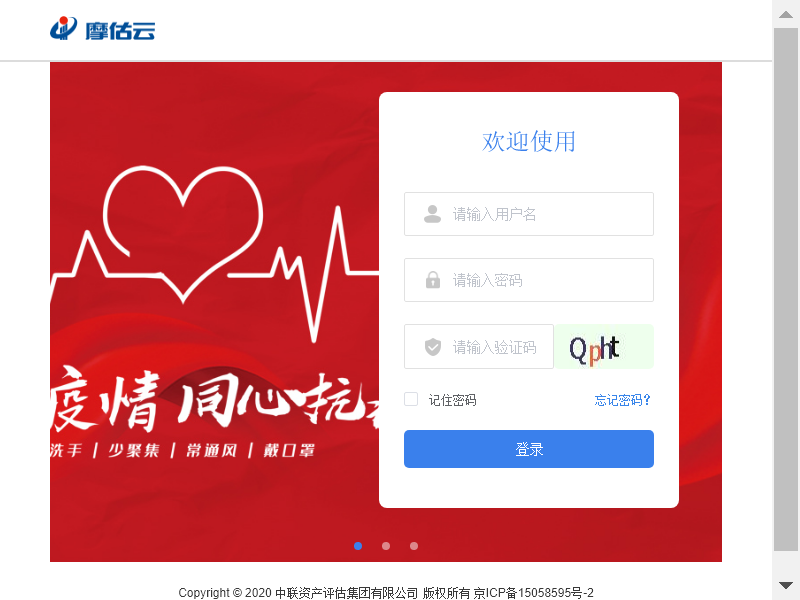 摩估云
欢迎使用
请输入用户名
请输入密码
请输入验证码
Qpht
记住密码
忘记密码?
登录
疫情 同心抗
洗手 | 少聚集 | 常通风 | 戴口罩
Copyright © 2020 中联资产评估集团有限公司 版权所有 京ICP备15058595号-2